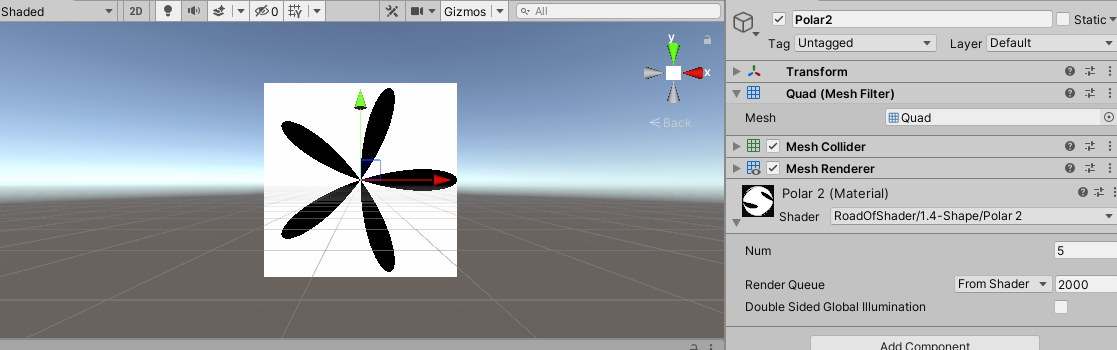 Shaded 2D 0 Gizmos All
y
x
Back
Polar2 Static
Tag Untagged Layer Default
Transform
Quad (Mesh Filter)
Mesh Quad
Mesh Collider
Mesh Renderer
Polar 2 (Material)
Shader RoadOfShader/1.4-Shape/Polar 2
Num 5
Render Queue From Shader 2000
Double Sided Global Illumination
Add Component